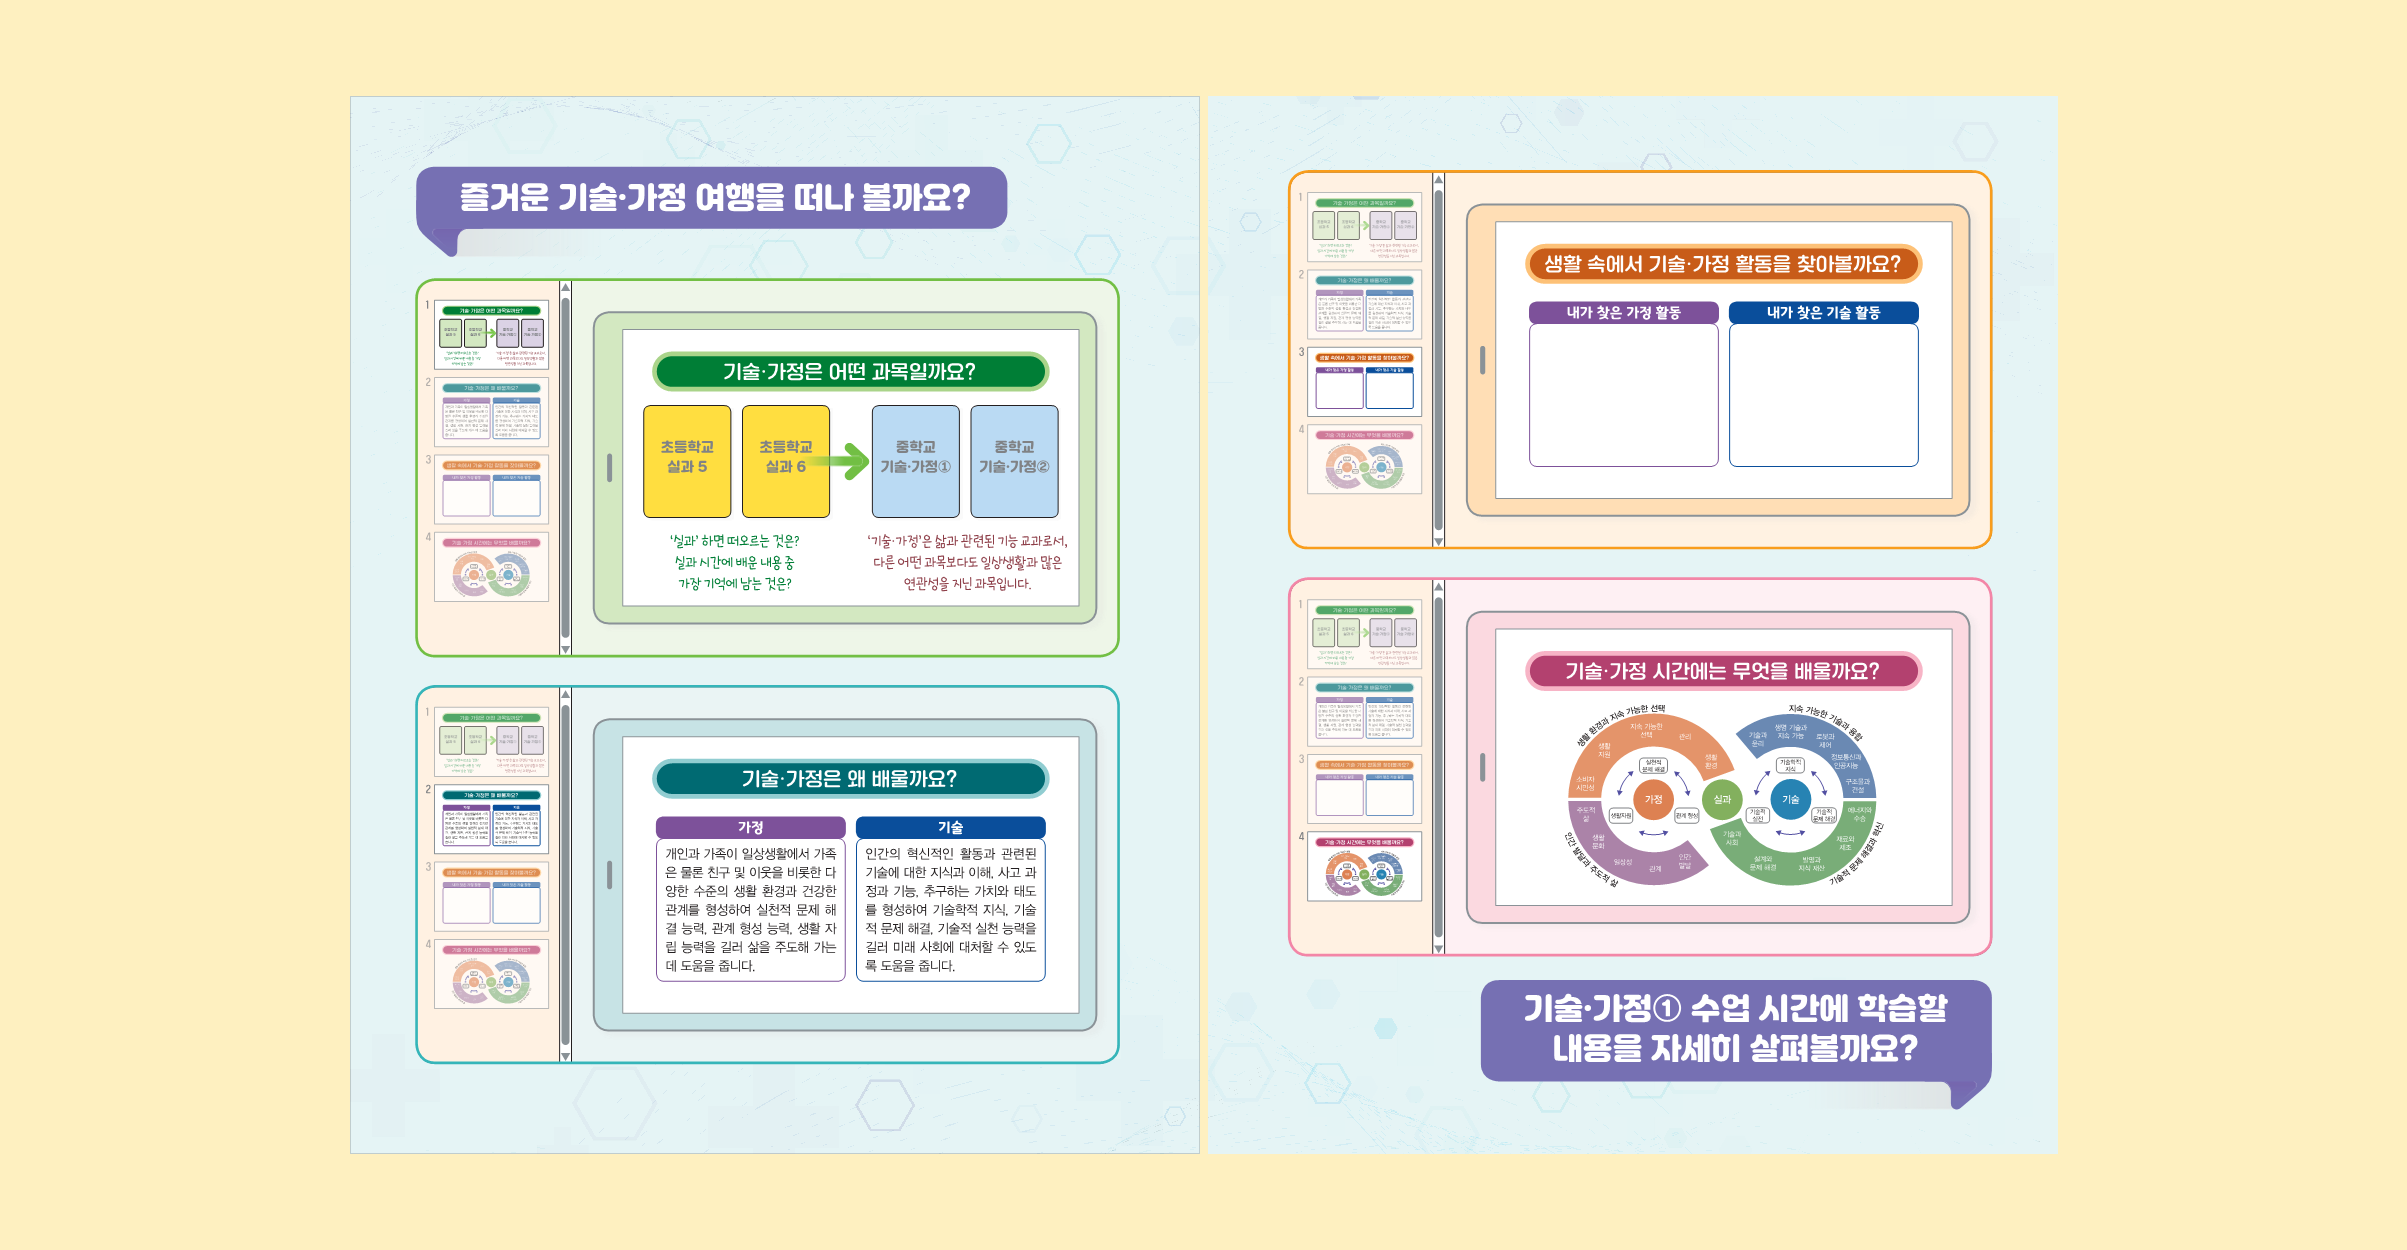 즐거운 기술·가정 여행을 떠나 볼까요?
1
2
3
4
기술·가정은 어떤 과목일까요?
초등학교
실과 5
초등학교
실과 6
중학교
기술·가정①
중학교
기술·가정②
‘실과’ 하면 떠오르는 것은?
실과 시간에 배운 내용 중
가장 기억에 남는 것은?
‘기술·가정’은 삶과 관련된 기능 교과로서,
다른 어떤 과목보다도 일상생활과 많은
연관성을 지닌 과목입니다.
1
2
3
4
기술·가정은 왜 배울까요?
가정
개인과 가족이 일상생활에서 가족
은 물론 친구 및 이웃을 비롯한 다
양한 수준의 생활 환경과 건강한
관계를 형성하여 실천적 문제 해
결 능력, 관계 형성 능력, 생활 자
립 능력을 길러 삶을 주도해 가는
데 도움을 줍니다.
기술
인간의 혁신적인 활동과 관련된
기술에 대한 지식과 이해, 사고 과
정과 기능, 추구하는 가치와 태도
를 형성하여 기술학적 지식, 기술
적 문제 해결, 기술적 실천 능력을
길러 미래 사회에 대처할 수 있도
록 도움을 줍니다.
1
2
3
4
생활 속에서 기술·가정 활동을 찾아볼까요?
내가 찾은 가정 활동
내가 찾은 기술 활동
1
2
3
4
기술·가정 시간에는 무엇을 배울까요?
생활 환경과 지속 가능한 선택
지속 가능한
선택
관리
생활
자원
생활
환경
소비자
시민성
주도적
삶
생활
문화
일상성
관계
인간
발달
인간 발달과 주도적 삶
실천적
문제 해결
생활자원
관계 형성
가정
실과
기술
기술학적
지식
기술적
실천
기술적
문제 해결
지속 가능한 기술과 융합
기술과
윤리
생명 기술과
지속 가능
로봇과
제어
정보통신과
인공지능
구조물과
건설
에너지와
수송
재료와
제조
발명과
지식 재산
설계와
문제 해결
기술과
사회
기술적 문제 해결과 혁신
기술·가정① 수업 시간에 학습할
내용을 자세히 살펴볼까요?